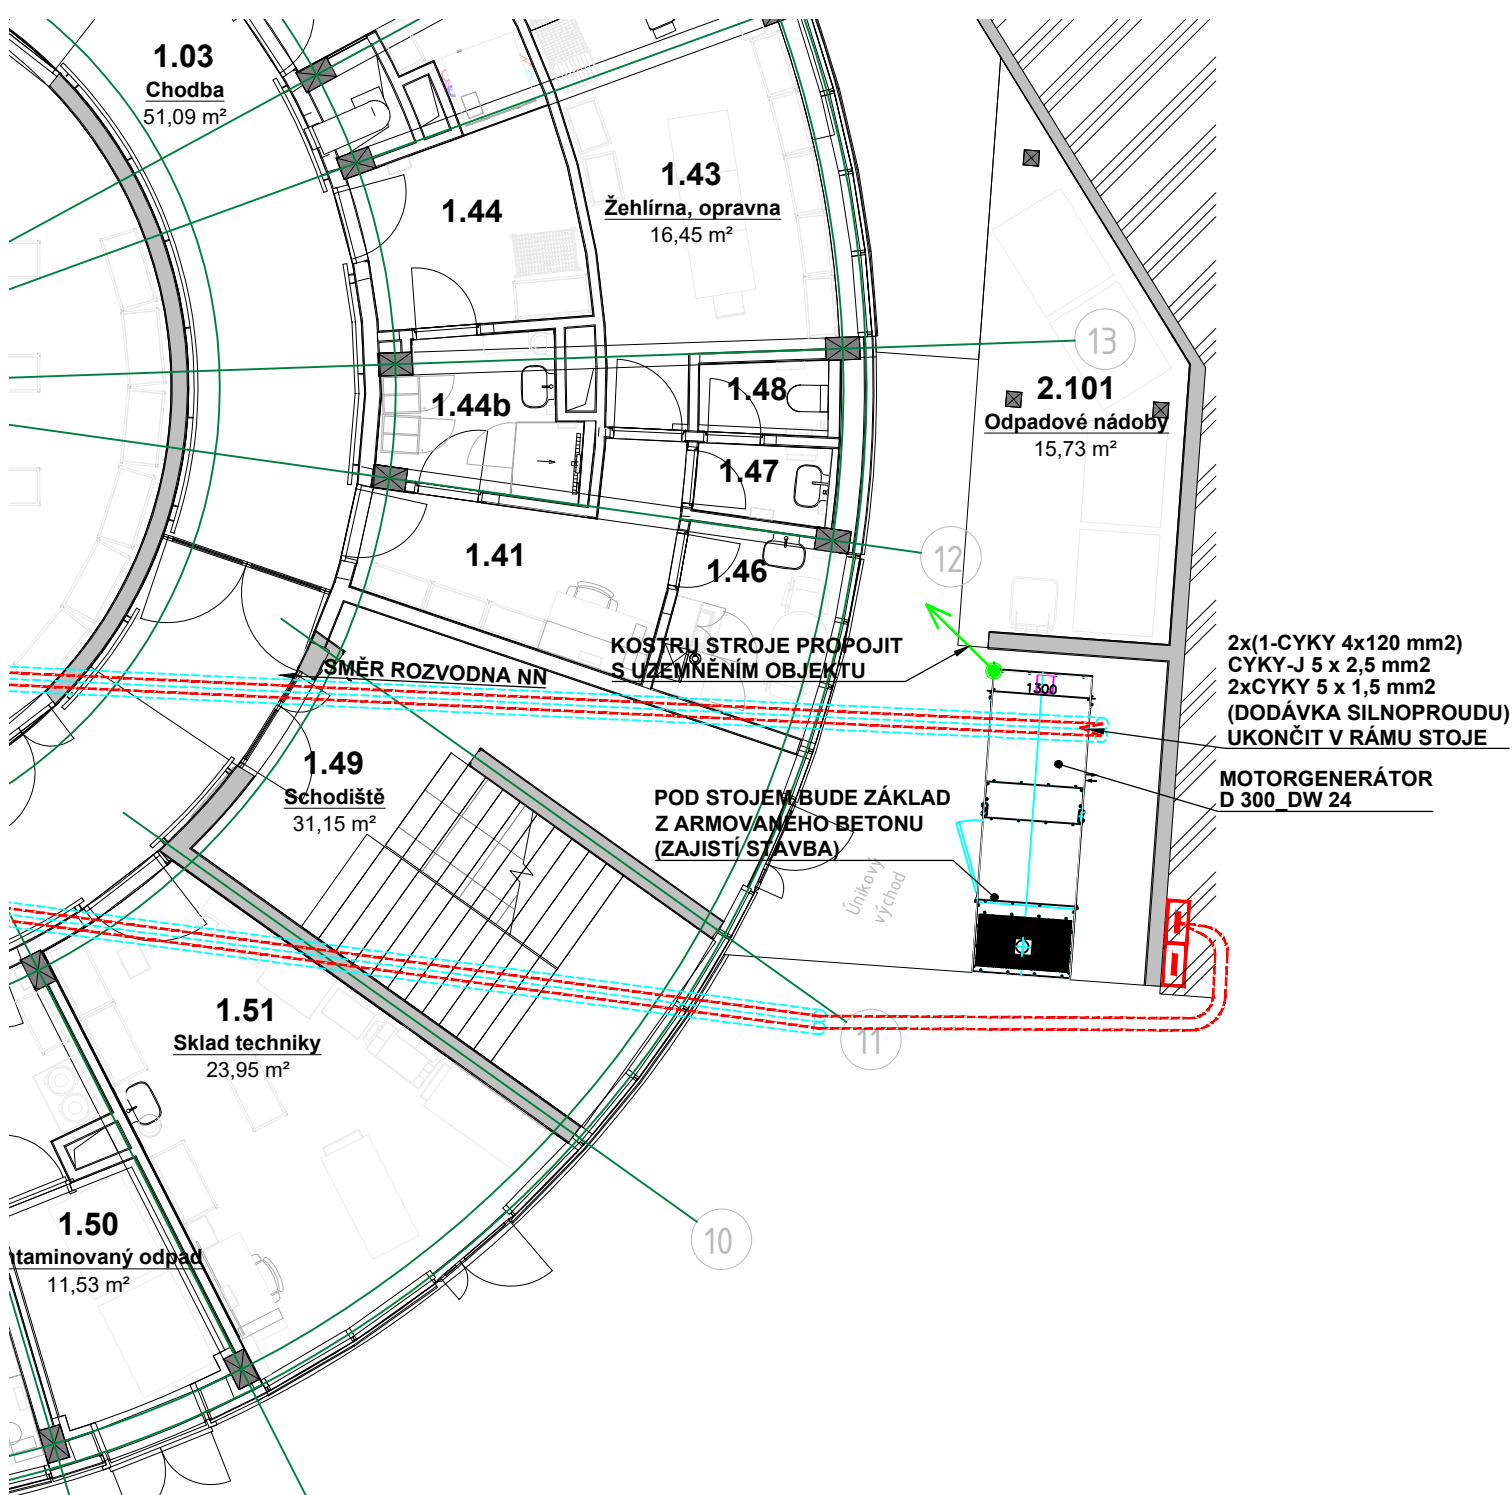 1.03
Chodba
51,09 m²
1.43
Žehlírna, opravna
16,45 m²
1.44
13
1.44b
1.48
2.101
Odpadové nádoby
15,73 m²
1.47
1.41
1.46
12
KOSTRU STROJE PROPOJIT
S UZEMNĚNÍM OBJEKTU
SMĚR ROZVODNA NN
2x(1-CYKY 4x120 mm2)
CYKY-J 5 x 2,5 mm2
2xCYKY 5 x 1,5 mm2
(DODÁVKA SILNOPROUDU)
UKONČIT V RÁMU STOJE
1300
1.49
Schodiště
31,15 m²
MOTORGENERÁTOR
D 300_DW 24
POD STOJEM BUDE ZÁKLAD
Z ARMOVANÉHO BETONU
(ZAJISTÍ STAVBA)
Únikový
východ
1.51
Sklad techniky
23,95 m²
11
1.50
ntaminovaný odpad
11,53 m²
10